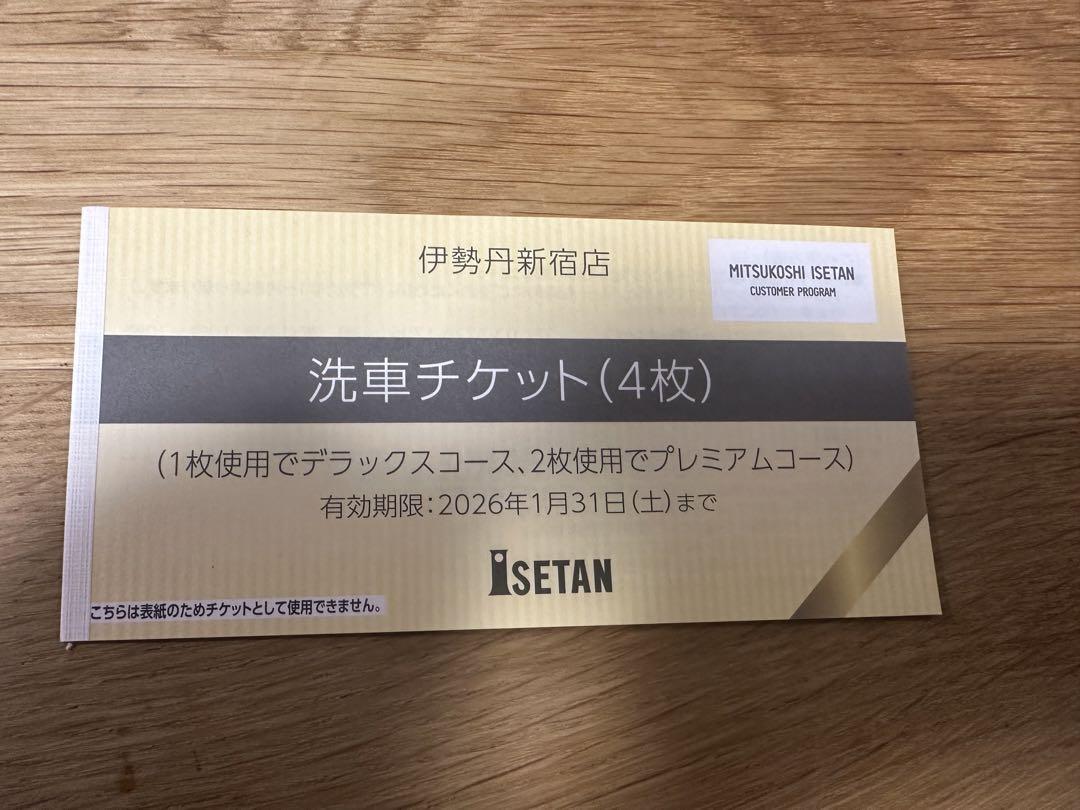 伊勢丹新宿店
MITSUKOSHI ISETAN
CUSTOMER PROGRAM
洗車チケット(4枚)
(1枚使用でデラックスコース、2枚使用でプレミアムコース)
有効期限:2026年1月31日(土)まで
ISETAN
こちらは表紙のためチケットとして使用できません。